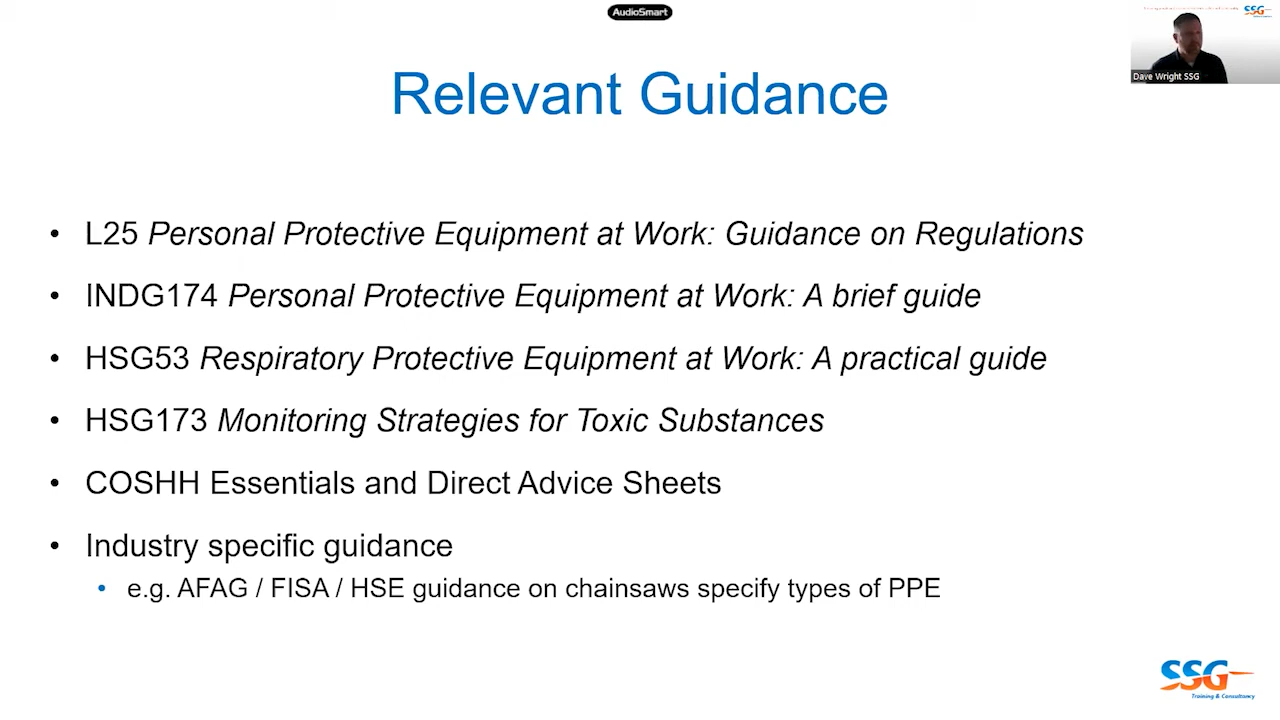 AudioSmart
SSG
Dave Wright SSG
Relevant Guidance
• L25 Personal Protective Equipment at Work: Guidance on Regulations
• INDG174 Personal Protective Equipment at Work: A brief guide
• HSG53 Respiratory Protective Equipment at Work: A practical guide
• HSG173 Monitoring Strategies for Toxic Substances
• COSHH Essentials and Direct Advice Sheets
• Industry specific guidance
• e.g. AFAG / FISA / HSE guidance on chainsaws specify types of PPE
SSG
Training & Consultancy